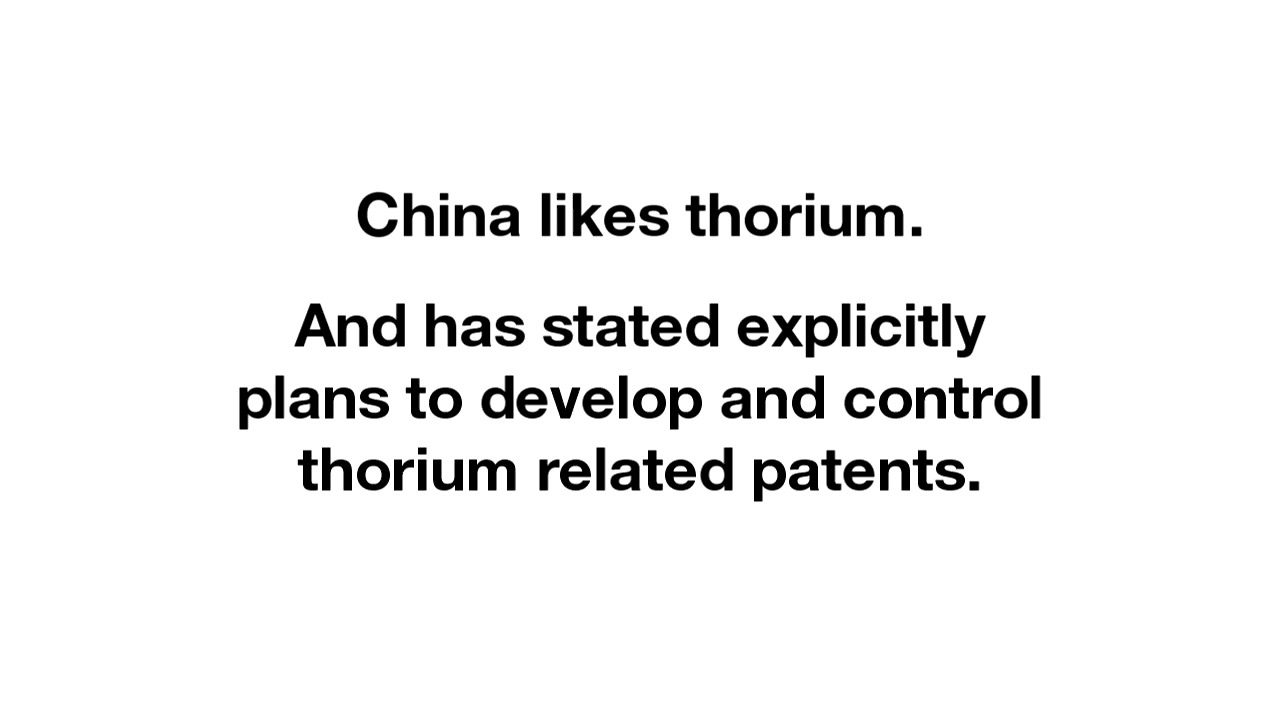 China likes thorium.
And has stated explicitly
plans to develop and control
thorium related patents.